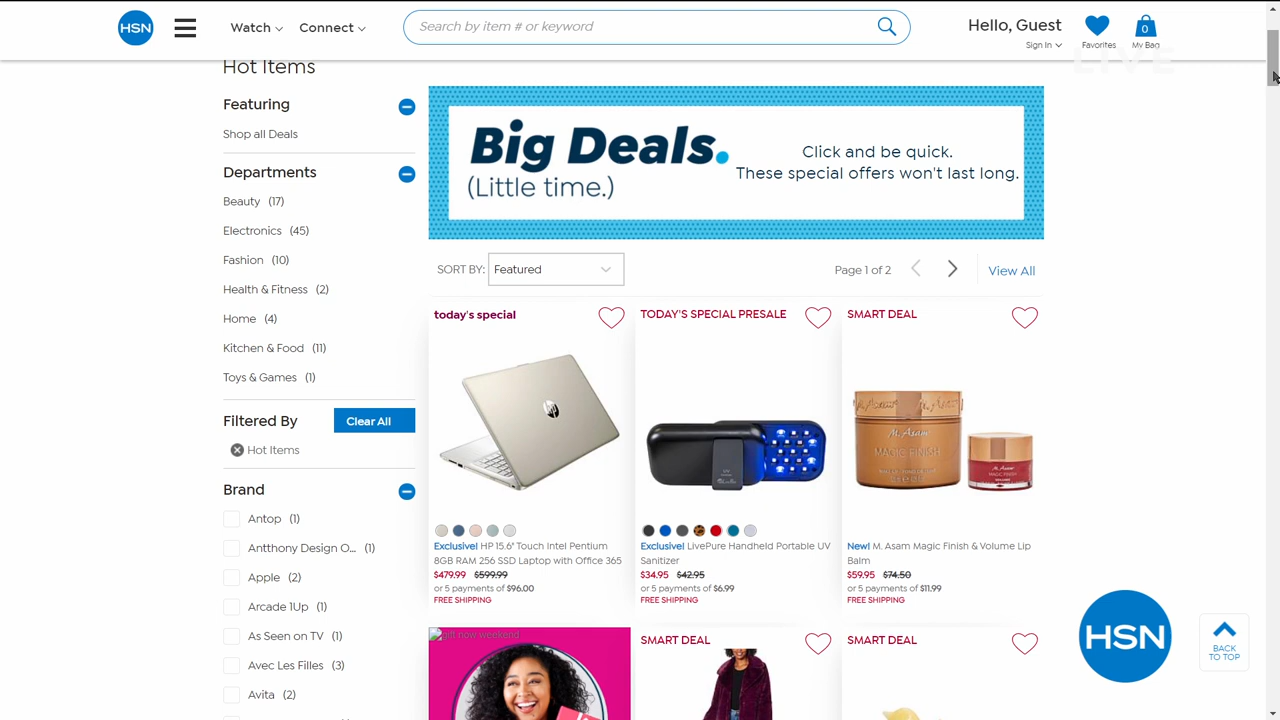 HSN
Watch
Connect
Search by item # or keyword
Hello, Guest
Sign In
Favorites
0
My Bag
LIVE
Hot Items
Featuring
Shop all Deals
Departments
Beauty (17)
Electronics (45)
Fashion (10)
Health & Fitness (2)
Home (4)
Kitchen & Food (11)
Toys & Games (1)
Filtered By
Clear All
Hot Items
Brand
Antop (1)
Antthony Design O... (1)
Apple (2)
Arcade 1Up (1)
As Seen on TV (1)
Avec Les Filles (3)
Avita (2)
Big Deals.
(Little time.)
Click and be quick.
These special offers won't last long.
SORT BY: Featured
Page 1 of 2
View All
today's special
hp
Exclusive! HP 15.6" Touch Intel Pentium
8GB RAM 256 SSD Laptop with Office 365
$479.99 $599.99
or 5 payments of $96.00
FREE SHIPPING
TODAY'S SPECIAL PRESALE
Exclusive! LivePure Handheld Portable UV
Sanitizer
$34.95 $42.95
or 5 payments of $6.99
FREE SHIPPING
SMART DEAL
M. Asam
MAGIC FINISH
New! M. Asam Magic Finish & Volume Lip
Balm
$59.95 $74.50
or 5 payments of $11.99
FREE SHIPPING
gift now weekend
SMART DEAL
SMART DEAL
HSN
BACK
TO TOP